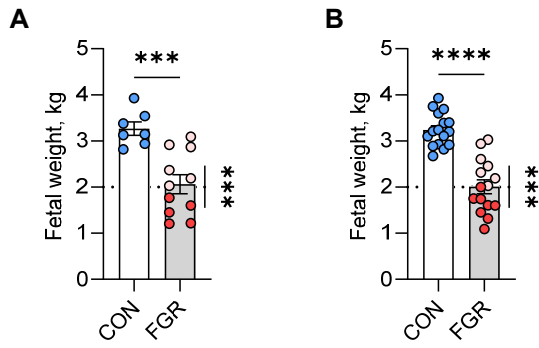 A
Fetal weight, kg
5
4
3
2
1
0
***
***
CON
FGR
B
Fetal weight, kg
5
4
3
2
1
0
****
***
CON
FGR